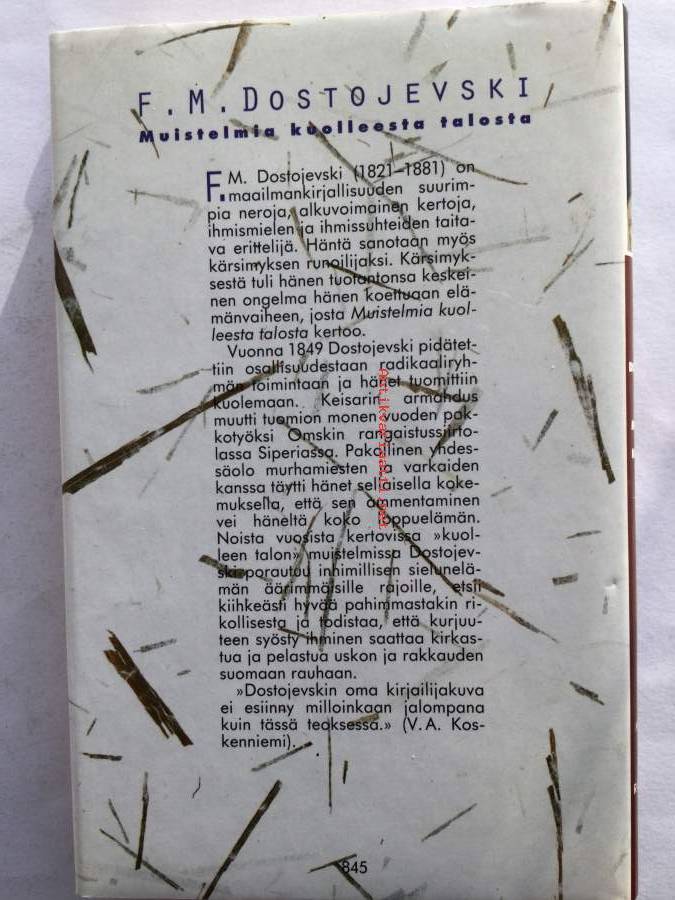 F.M.DOSTOJEVSKI
Muistelmia kuolleesta talosta
F.M. Dostojevski (1821–1881) on
maailmankirjallisuuden suurim-
pia neroja, alkuvoimainen kertoja,
ihmismielen ja ihmissuhteiden taita-
va erittelijä. Häntä sanotaan myös
kärsimyksen runoilijaksi. Kärsimyk-
sestä tuli hänen tuotantonsa keskei-
nen ongelma hänen koettuaan elä-
mänvaiheen, josta Muistelmia kuol-
leesta talosta kertoo.
Vuonna 1849 Dostojevski pidätet-
tiin osallisuudestaan radikaaliryh-
män toimintaan ja hänet tuomittiin
kuolemaan. Keisarin armahdus
muutti tuomion monen vuoden pak-
kotyöksi Omskin rangaistussiirto-
lassa Siperiassa. Pakollinen yhdes-
säolo murhamiesten ja varkaiden
kanssa täytti hänet sellaisella koke-
muksella, että sen ammentaminen
vei häneltä koko loppuelämän.
Noista vuosista kertovissa »kuol-
leen talon» muistelmissa Dostojev-
ski porautuu inhimillisen sielunelä-
män äärimmäisille rajoille, etsii
kiihkeästi hyvää pahimmastakin ri-
kollisesta ja todistaa, että kurjuu-
teen syösty ihminen saattaa kirkas-
tua ja pelastua uskon ja rakkauden
suomaan rauhaan.
»Dostojevskin oma kirjailijakuva
ei esiinny milloinkaan jalompana
kuin tässä teoksessa.» (V.A. Kos-
kenniemi).
845